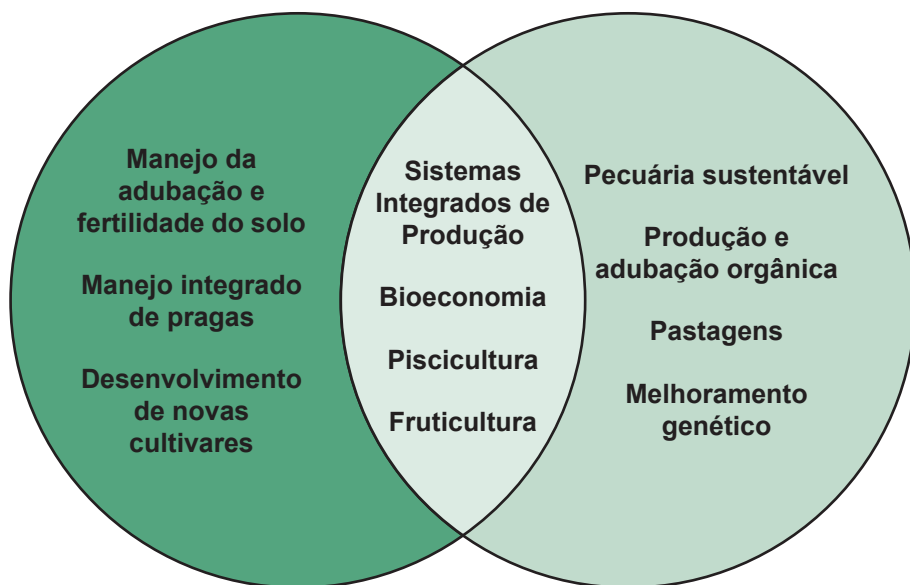 Manejo da
adubação e
fertilidade do solo
Manejo integrado
de pragas
Desenvolvimento
de novas
cultivares
Sistemas
Integrados de
Produção
Bioeconomia
Piscicultura
Fruticultura
Pecuária sustentável
Produção e
adubação orgânica
Pastagens
Melhoramento
genético